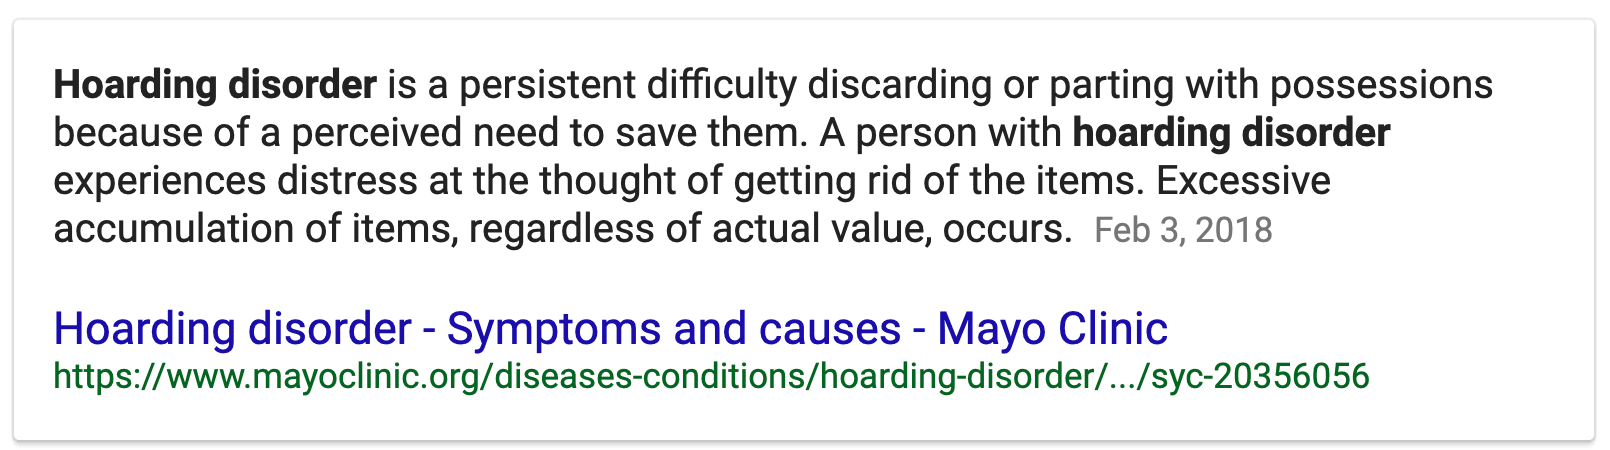 Hoarding disorder is a persistent difficulty discarding or parting with possessions
because of a perceived need to save them. A person with hoarding disorder
experiences distress at the thought of getting rid of the items. Excessive
accumulation of items, regardless of actual value, occurs. Feb 3, 2018
Hoarding disorder - Symptoms and causes - Mayo Clinic
https://www.mayoclinic.org/diseases-conditions/hoarding-disorder/.../syc-20356056